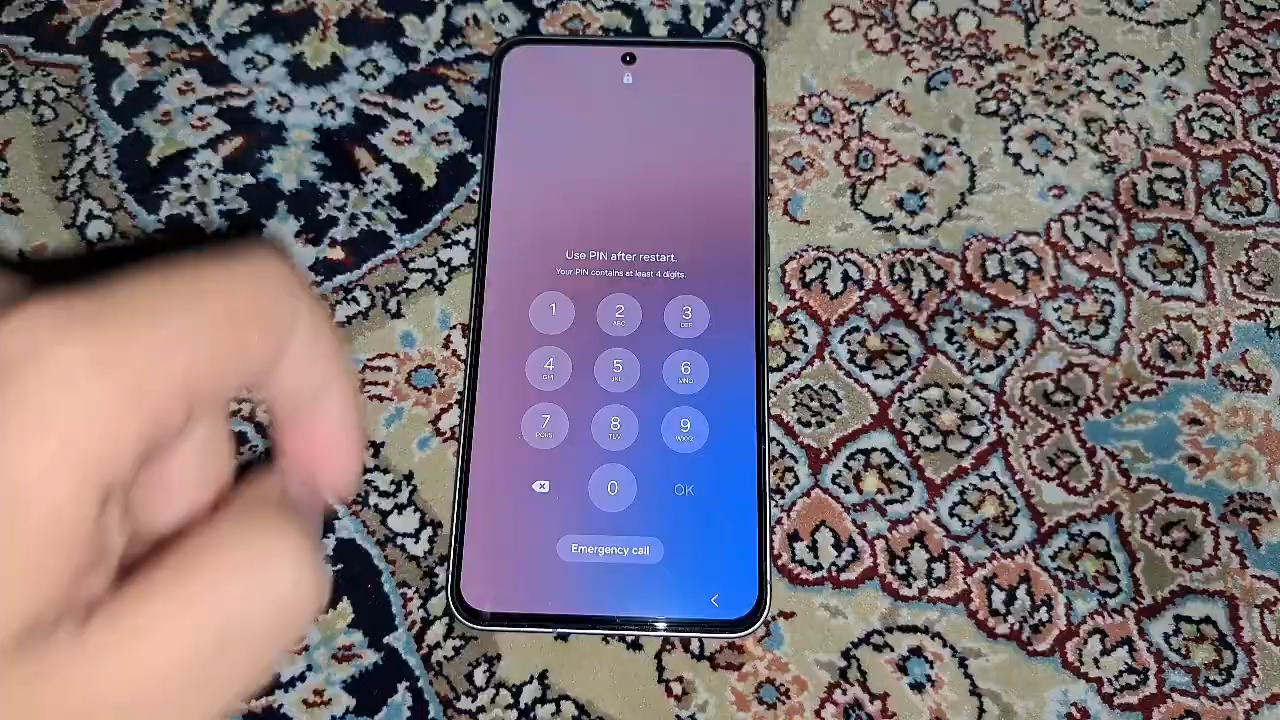 Use PIN after restart.
Your PIN contains at least 4 digits.
1
2 ABC
3 DEF
4 GHI
5 JKL
6 MNO
7 PQRS
8 TUV
9 WXYZ
0
OK
Emergency call